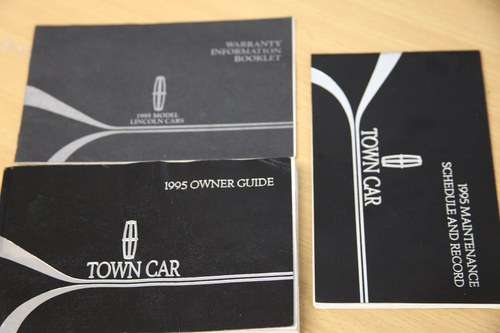 WARRANTY
INFORMATION
BOOKLET
1995 MODEL
LINCOLN CARS
1995 OWNER GUIDE
TOWN CAR
TOWN CAR
1995 MAINTENANCE
SCHEDULE AND RECORD